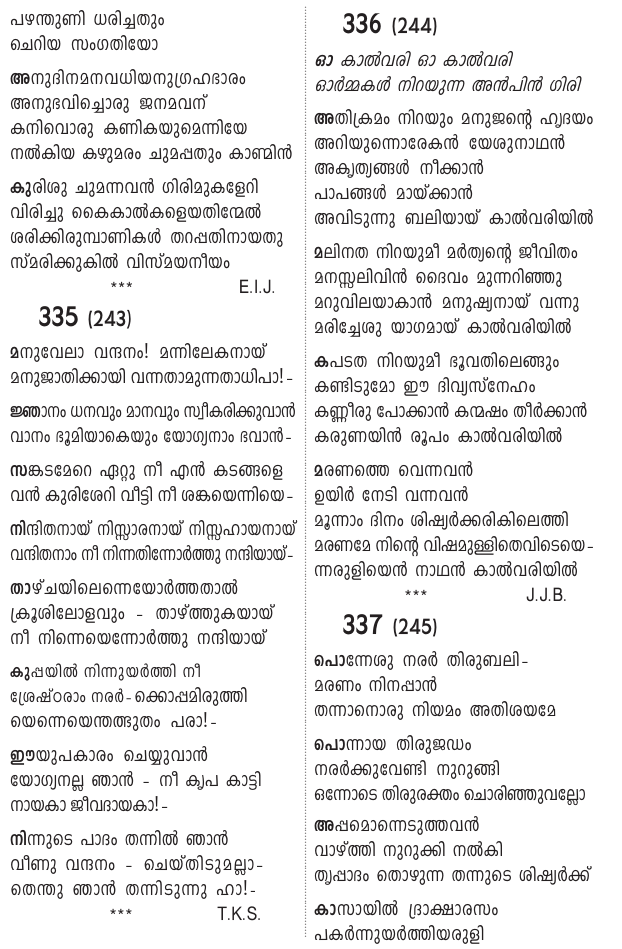 പഴന്തുണി ധരിച്ചതും
ചെറിയ സംഗതിയോ
അനുദിനമനവധിയനുഗ്രഹഭാരം
അനുഭവിച്ചൊരു ജനമവന്
കനിവൊരു കണികയുമെന്നിയേ
നൽകിയ കഴുമരം ചുമപ്പതും കാണ്മിൻ
കുരിശു ചുമന്നവൻ ഗിരിമുകളേറി
വിരിച്ചു കൈകാൽകളെയതിന്മേൽ
ശരിക്കിരുമ്പാണികൾ തറപ്പതിനായതു
സ്മരിക്കുകിൽ വിസ്മയനീയം
*** E.I.J.
335 (243)
മനുവേലാ വന്ദനം! മന്നിലേകനായ്
മനുജാതിക്കായി വന്നതാമുന്നതാധിപാ!-
ജ്ഞാനം ധനവും മാനവും സ്വീകരിക്കുവാൻ
വാനം ഭൂമിയാകെയും യോഗ്യനാം ഭവാൻ-
സങ്കടമേറെ ഏറ്റു നീ എൻ കടങ്ങളെ
വൻ കുരിശേറി വീട്ടി നീ ശങ്കയെന്നിയെ-
നിന്ദിതനായ് നിസ്സാരനായ് നിസ്സഹായനായ്
വന്ദിതനാം നീ നിന്നതിന്നോർത്തു നന്ദിയായ്-
താഴ്ചയിലെന്നെയോർത്തതാൽ
ക്രൂശിലോളവും - താഴ്ത്തുകയായ്
നീ നിന്നെയെന്നോർത്തു നന്ദിയായ്
കുപ്പയിൽ നിന്നുയർത്തി നീ
ശ്രേഷ്ഠരാം നരർ-ക്കൊപ്പമിരുത്തി
യെന്നെയെന്തത്ഭുതം പരാ!-
ഈയുപകാരം ചെയ്യുവാൻ
യോഗ്യനല്ല ഞാൻ - നീ കൃപ കാട്ടി
നായകാ ജീവദായകാ!-
നിന്നുടെ പാദം തന്നിൽ ഞാൻ
വീണു വന്ദനം - ചെയ്തിടുമല്ലാ-
തെന്തു ഞാൻ തന്നിടുന്നു ഹാ!-
*** T.K.S.
336 (244)
ഓ കാൽവരി ഓ കാൽവരി
ഓർമ്മകൾ നിറയുന്ന അൻപിൻ ഗിരി
അതിക്രമം നിറയും മനുജന്റെ ഹൃദയം
അറിയുന്നൊരേകൻ യേശുനാഥൻ
അകൃത്യങ്ങൾ നീക്കാൻ
പാപങ്ങൾ മായ്ക്കാൻ
അവിടുന്നു ബലിയായ് കാൽവരിയിൽ
മലിനത നിറയുമീ മർത്യന്റെ ജീവിതം
മനസ്സലിവിൻ ദൈവം മുന്നറിഞ്ഞു
മറുവിലയാകാൻ മനുഷ്യനായ് വന്നു
മരിച്ചേശു യാഗമായ് കാൽവരിയിൽ
കപടത നിറയുമീ ഭൂവതിലെങ്ങും
കണ്ടിടുമോ ഈ ദിവ്യസ്നേഹം
കണ്ണീരു പോക്കാൻ കന്മഷം തീർക്കാൻ
കരുണയിൻ രൂപം കാൽവരിയിൽ
മരണത്തെ വെന്നവൻ
ഉയിർ നേടി വന്നവൻ
മൂന്നാം ദിനം ശിഷ്യർക്കരികിലെത്തി
മരണമേ നിന്റെ വിഷമുള്ളിതെവിടെയെ-
ന്നരുളിയെൻ നാഥൻ കാൽവരിയിൽ
*** J.J.B.
337 (245)
പൊന്നേശു നരർ തിരുബലി-
മരണം നിനപ്പാൻ
തന്നാനൊരു നിയമം അതിശയമേ
പൊന്നായ തിരുജഡം
നരർക്കുവേണ്ടി നുറുങ്ങി
ഒന്നോടെ തിരുരക്തം ചൊരിഞ്ഞുവല്ലോ
അപ്പമൊന്നെടുത്തവൻ
വാഴ്ത്തി നുറുക്കി നൽകി
തൃപ്പാദം തൊഴുന്ന തന്നുടെ ശിഷ്യർക്ക്
കാസായിൽ ദ്രാക്ഷാരസം
പകർന്നുയർത്തിയരുളി